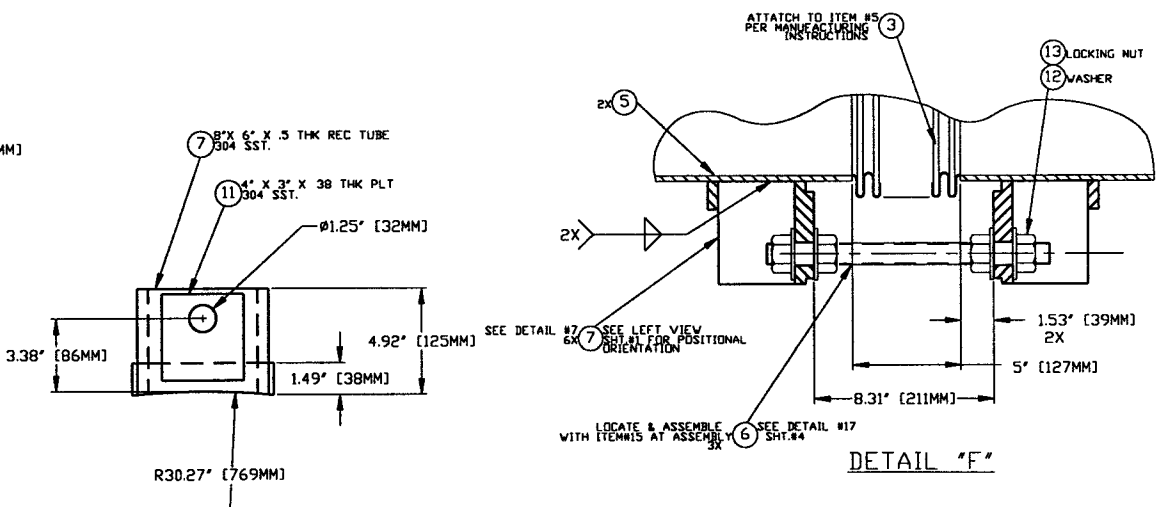 MM]
7 8"X 6" X .5 THK REC TUBE
304 SST.
11 4" X 3" X 38 THK PLT
304 SST.
Ø1.25" [32MM]
3.38" [86MM]
4.92" [125MM]
1.49" [38MM]
R30.27" [769MM]
ATTATCH TO ITEM #5
PER MANUFACTURING
INSTRUCTIONS
3
13 LOCKING NUT
12 WASHER
2X 5
2X
SEE DETAIL #7
6X
7
SEE LEFT VIEW
SHT.#1 FOR POSITIONAL
ORIENTATION
1.53" (39MM)
2X
5" [127MM]
8.31" [211MM]
LOCATE & ASSEMBLE
WITH ITEM#15 AT ASSEMBLY
3X
6
SEE DETAIL #17
SHT.#4
DETAIL "F"